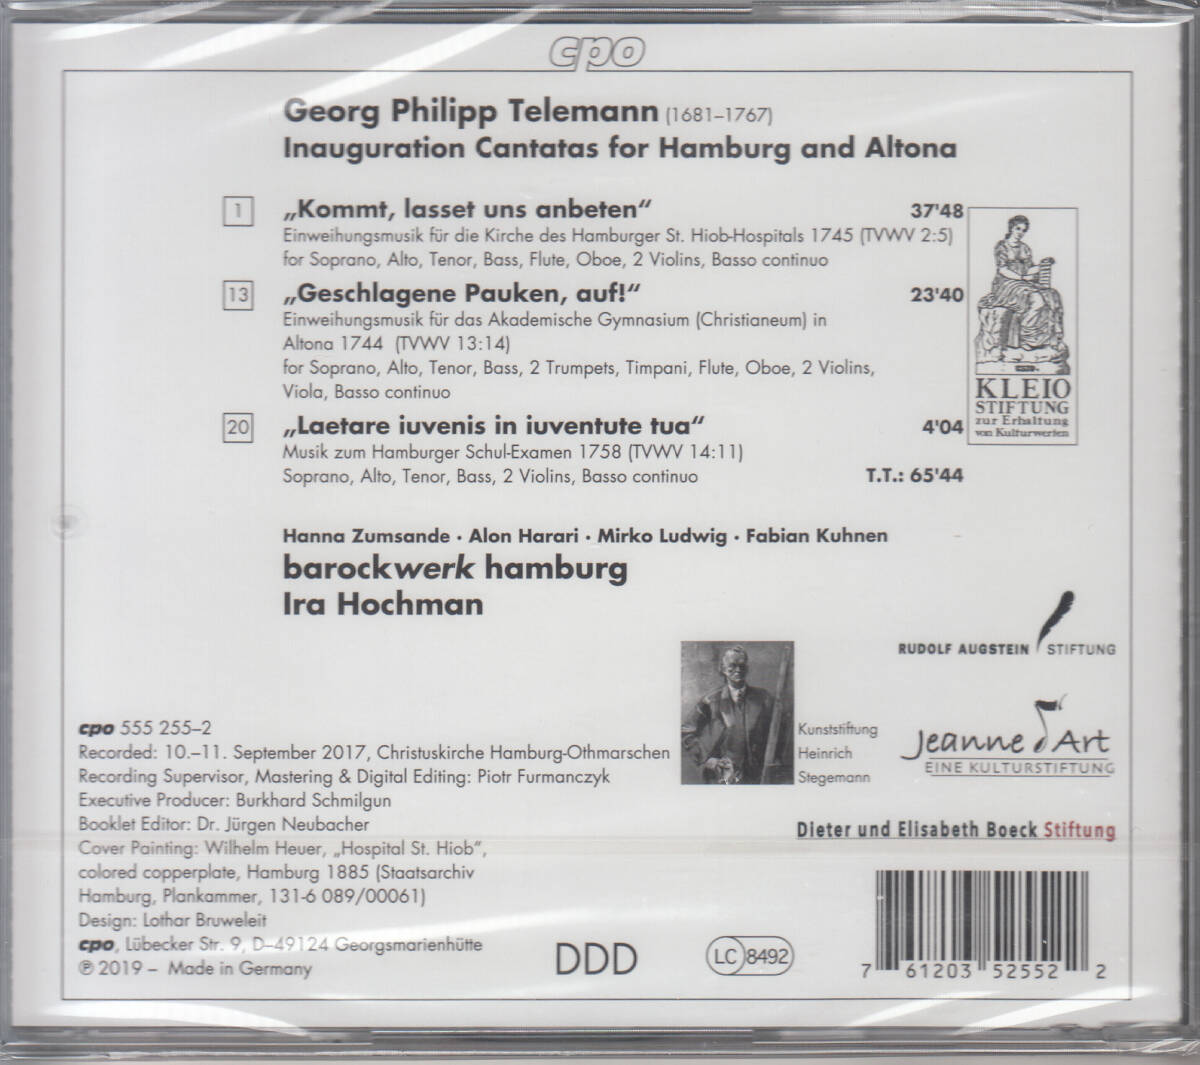 cpo
Georg Philipp Telemann (1681–1767)
Inauguration Cantatas for Hamburg and Altona
1 „Kommt, lasset uns anbeten“ 37'48
Einweihungsmusik für die Kirche des Hamburger St. Hiob-Hospitals 1745 (TVWV 2:5)
for Soprano, Alto, Tenor, Bass, Flute, Oboe, 2 Violins, Basso continuo
13 „Geschlagene Pauken, auf!“ 23'40
Einweihungsmusik für das Akademische Gymnasium (Christianeum) in
Altona 1744 (TVWV 13:14)
for Soprano, Alto, Tenor, Bass, 2 Trumpets, Timpani, Flute, Oboe, 2 Violins,
Viola, Basso continuo
20 „Laetare iuvenis in iuventute tua“ 4'04
Musik zum Hamburger Schul-Examen 1758 (TVWV 14:11)
Soprano, Alto, Tenor, Bass, 2 Violins, Basso continuo T.T.: 65'44
KLEIO
STIFTUNG
zur Erhaltung
von Kulturwerten
Hanna Zumsande · Alon Harari · Mirko Ludwig · Fabian Kuhnen
barockwerk hamburg
Ira Hochman
RUDOLF AUGSTEIN STIFTUNG
Kunststiftung
Heinrich
Stegemann
Jeanne d'Art
EINE KULTURSTIFTUNG
Dieter und Elisabeth Boeck Stiftung
cpo 555 255–2
Recorded: 10.–11. September 2017, Christuskirche Hamburg-Othmarschen
Recording Supervisor, Mastering & Digital Editing: Piotr Furmanczyk
Executive Producer: Burkhard Schmilgun
Booklet Editor: Dr. Jürgen Neubacher
Cover Painting: Wilhelm Heuer, „Hospital St. Hiob“,
colored copperplate, Hamburg 1885 (Staatsarchiv
Hamburg, Plankammer, 131-6 089/00061)
Design: Lothar Bruweleit
cpo, Lübecker Str. 9, D–49124 Georgsmarienhütte
℗ 2019 – Made in Germany
DDD
LC 8492
7 61203 52552 2